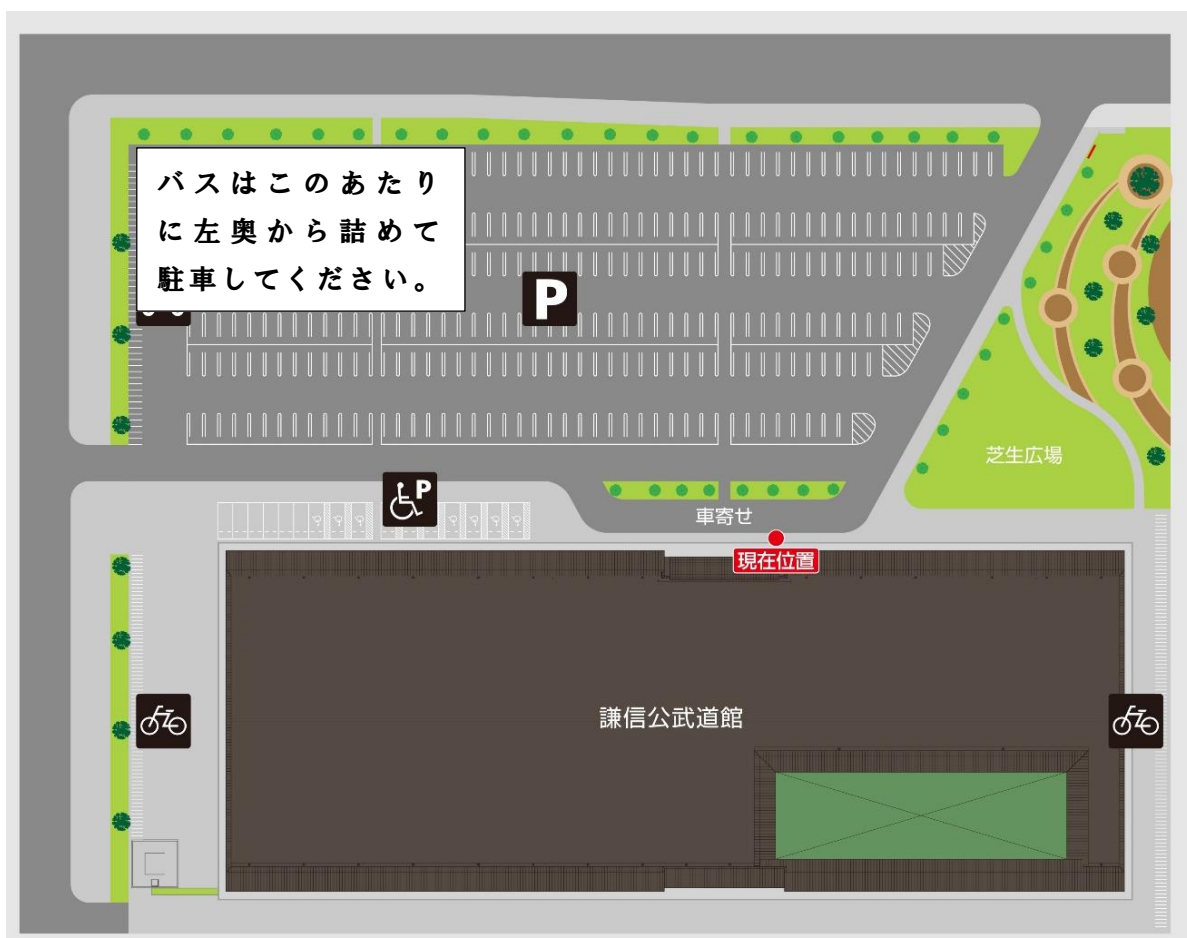 バスはこのあたり
に左奥から詰めて
駐車してください。
P
芝生広場
P
車寄せ
現在位置
謙信公武道館